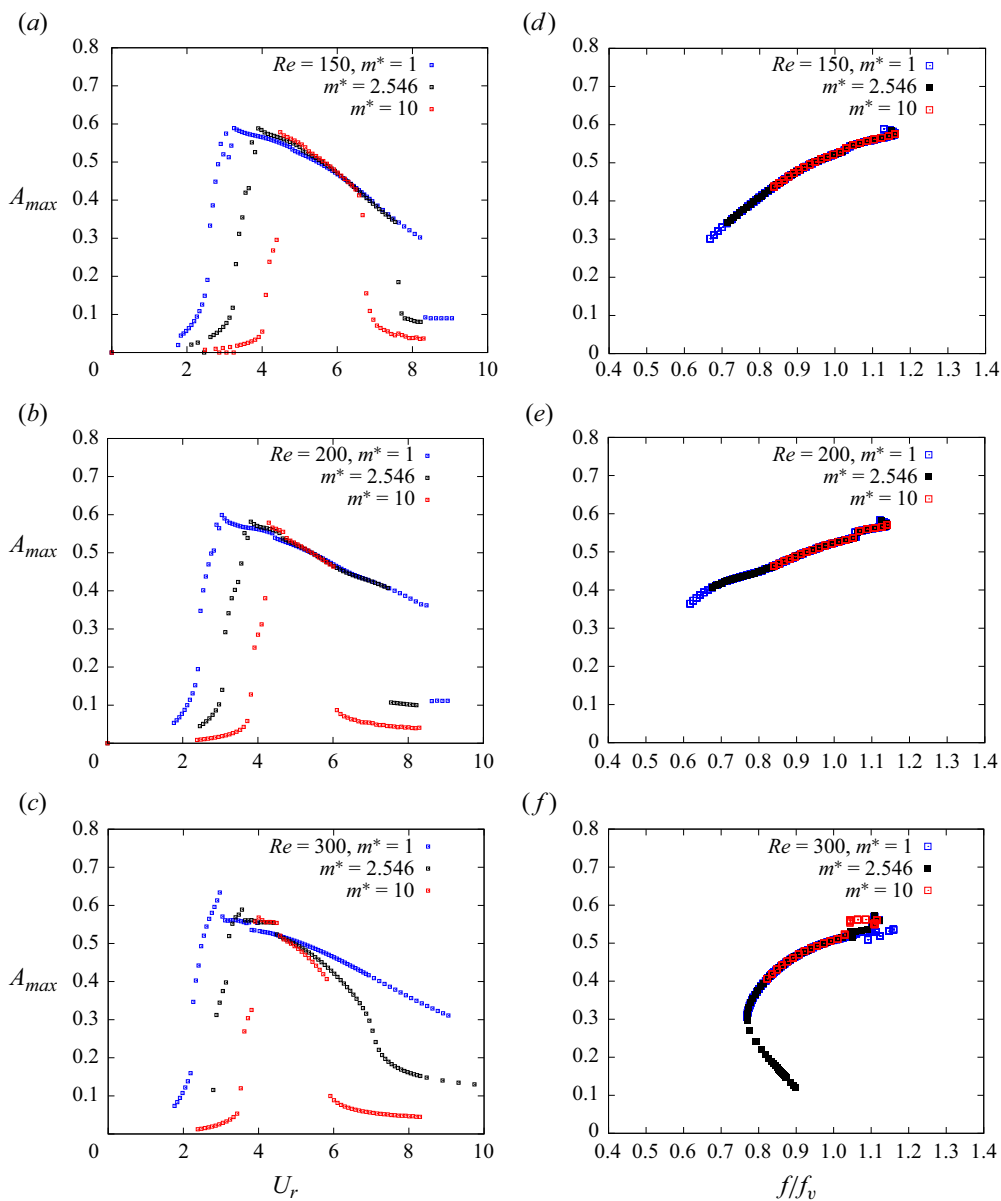 (a)
0.8
0.7
0.6
0.5
0.4
0.3
0.2
0.1
0
2
4
6
8
10
A_max
Re = 150, m* = 1
m* = 2.546
m* = 10
(d)
0.8
0.7
0.6
0.5
0.4
0.3
0.2
0.1
0
0.4 0.5 0.6 0.7 0.8 0.9 1.0 1.1 1.2 1.3 1.4
Re = 150, m* = 1
m* = 2.546
m* = 10
(b)
0.8
0.7
0.6
0.5
0.4
0.3
0.2
0.1
0
2
4
6
8
10
A_max
Re = 200, m* = 1
m* = 2.546
m* = 10
(e)
0.8
0.7
0.6
0.5
0.4
0.3
0.2
0.1
0
0.4 0.5 0.6 0.7 0.8 0.9 1.0 1.1 1.2 1.3 1.4
Re = 200, m* = 1
m* = 2.546
m* = 10
(c)
0.8
0.7
0.6
0.5
0.4
0.3
0.2
0.1
0
2
4
6
8
10
A_max
U_r
Re = 300, m* = 1
m* = 2.546
m* = 10
(f)
0.8
0.7
0.6
0.5
0.4
0.3
0.2
0.1
0
0.4 0.5 0.6 0.7 0.8 0.9 1.0 1.1 1.2 1.3 1.4
f/f_v
Re = 300, m* = 1
m* = 2.546
m* = 10